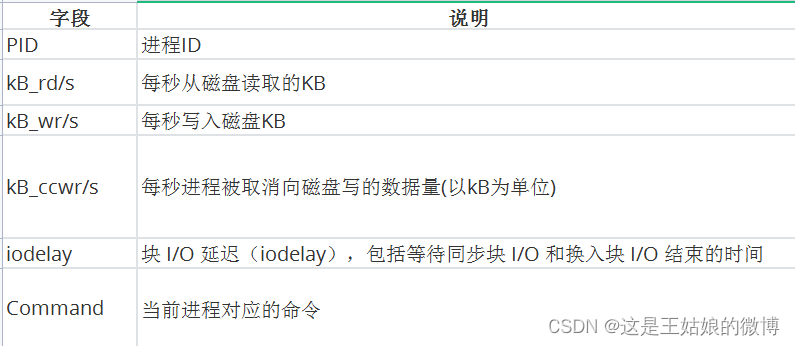 字段 说明
PID 进程ID
kB_rd/s 每秒从磁盘读取的KB
kB_wr/s 每秒写入磁盘KB
kB_ccwr/s 每秒进程被取消向磁盘写的数据量(以kB为单位)
iodelay 块 I/O 延迟（iodelay），包括等待同步块 I/O 和换入块 I/O 结束的时间
Command 当前进程对应的命令
CSDN @这是王姑娘的微博